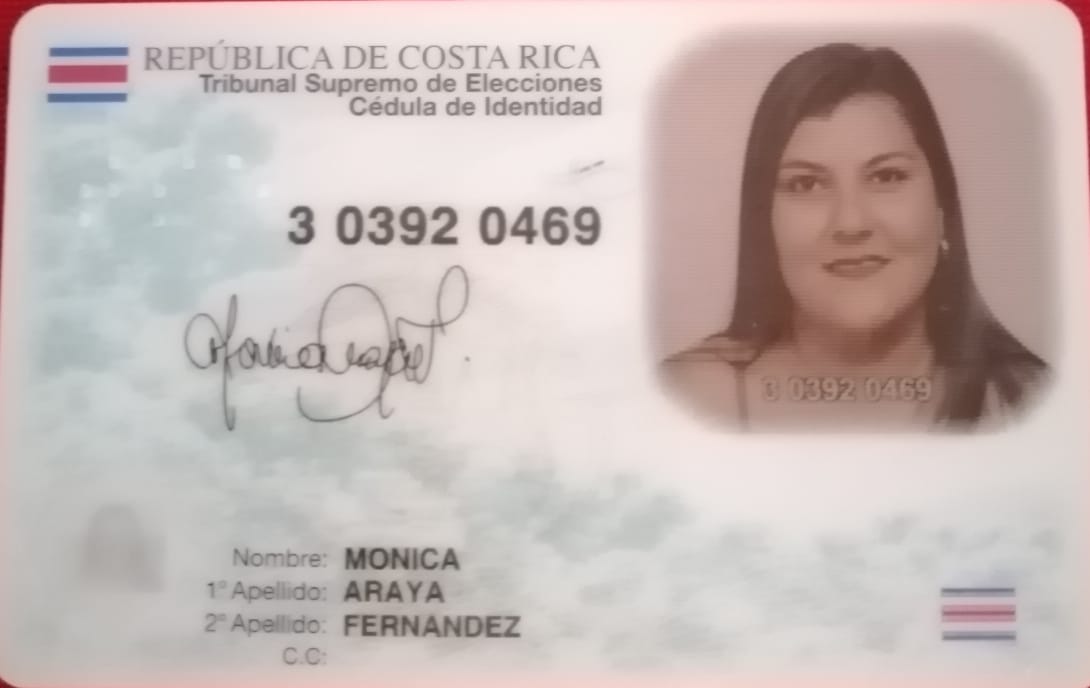 REPÚBLICA DE COSTA RICA
Tribunal Supremo de Elecciones
Cédula de Identidad
3 0392 0469
3 0392 0469
Nombre: MONICA
1° Apellido: ARAYA
2° Apellido: FERNANDEZ
C.C: